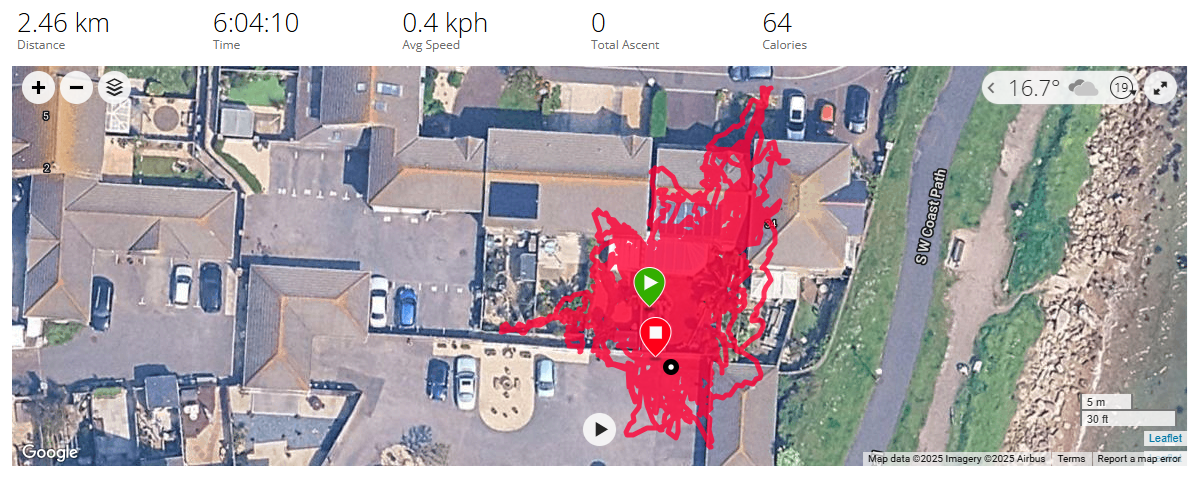 2.46 km
Distance
6:04:10
Time
0.4 kph
Avg Speed
0
Total Ascent
64
Calories
16.7°
19
5
2
S W Coast Path
5 m
30 ft
Leaflet
Google
Map data ©2025 Imagery ©2025 Airbus
Terms
Report a map error